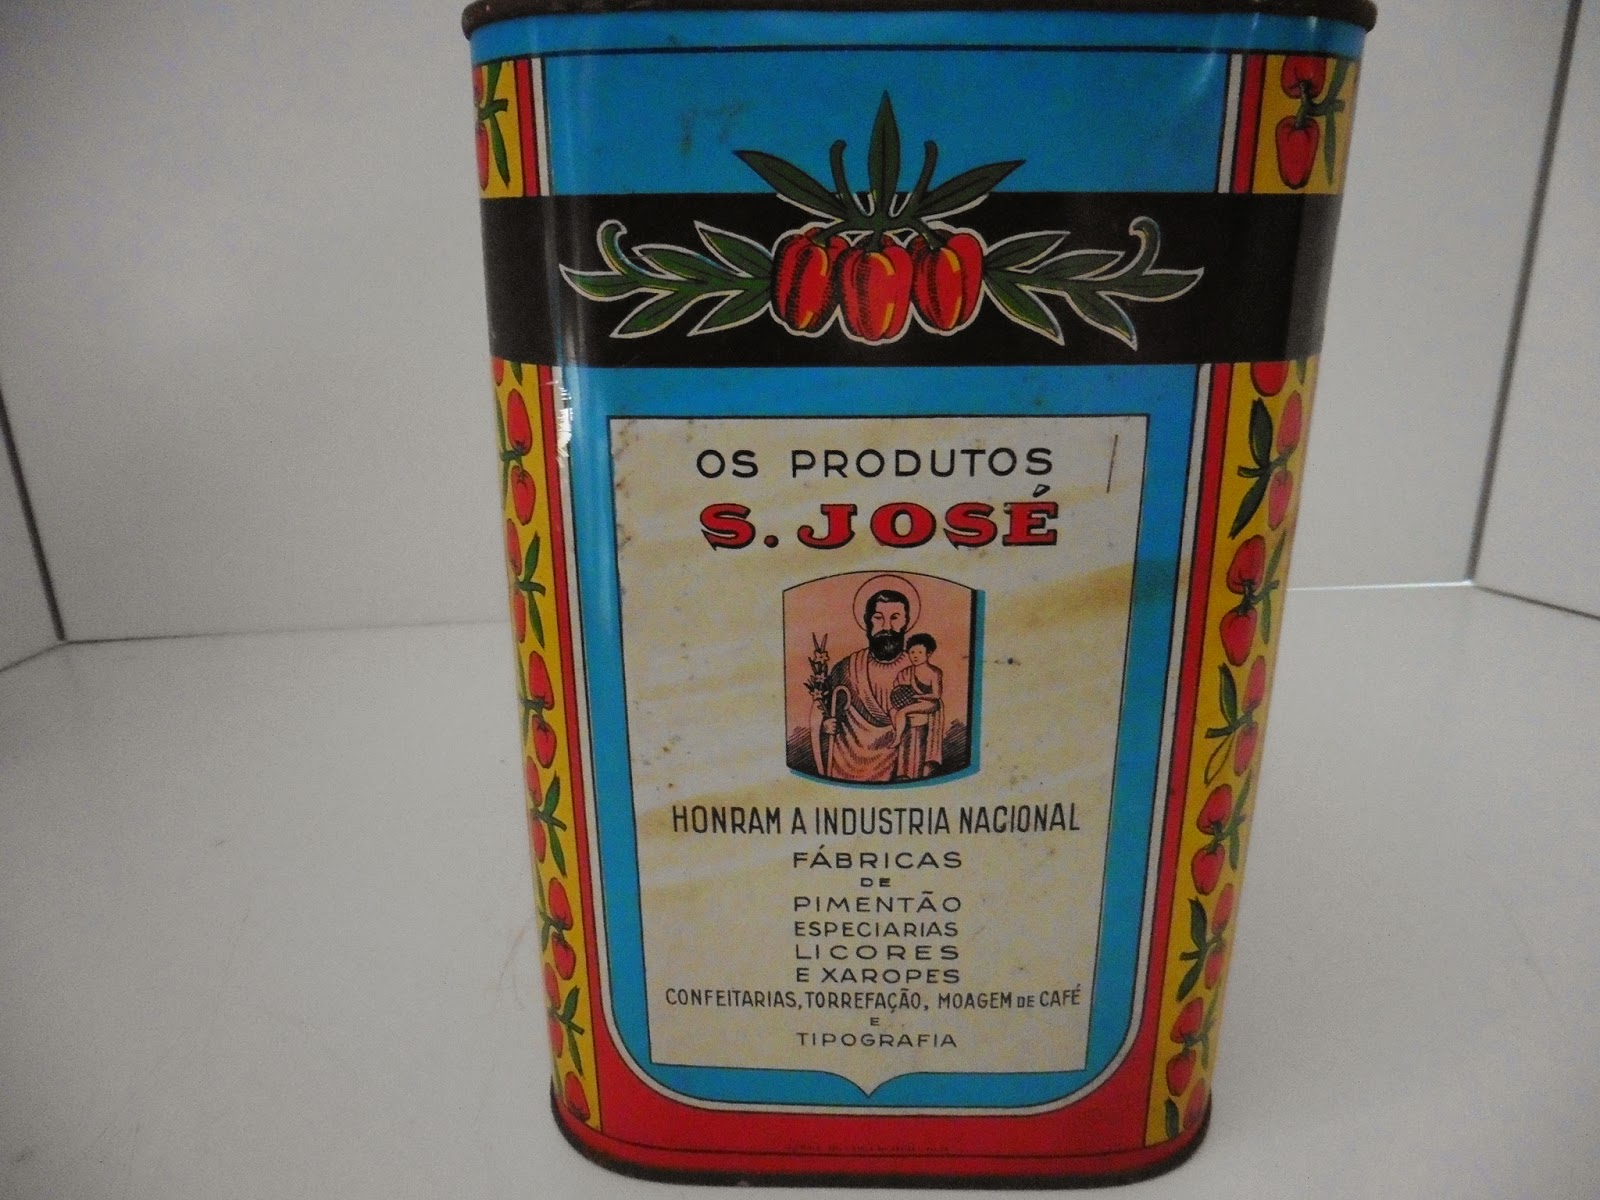 OS PRODUTOS
S. JOSÉ
HONRAM A INDUSTRIA NACIONAL
FÁBRICAS
DE
PIMENTÃO
ESPECIARIAS
LICORES
E XAROPES
CONFEITARIAS, TORREFAÇÃO, MOAGEM DE CAFÉ
E
TIPOGRAFIA